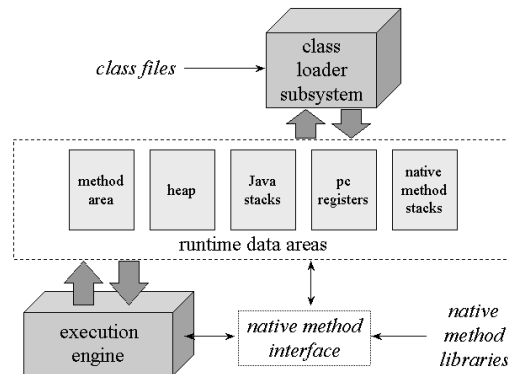 class
loader
subsystem
class files
method
area
heap
Java
stacks
pc
registers
native
method
stacks
runtime data areas
execution
engine
native method
interface
native
method
libraries